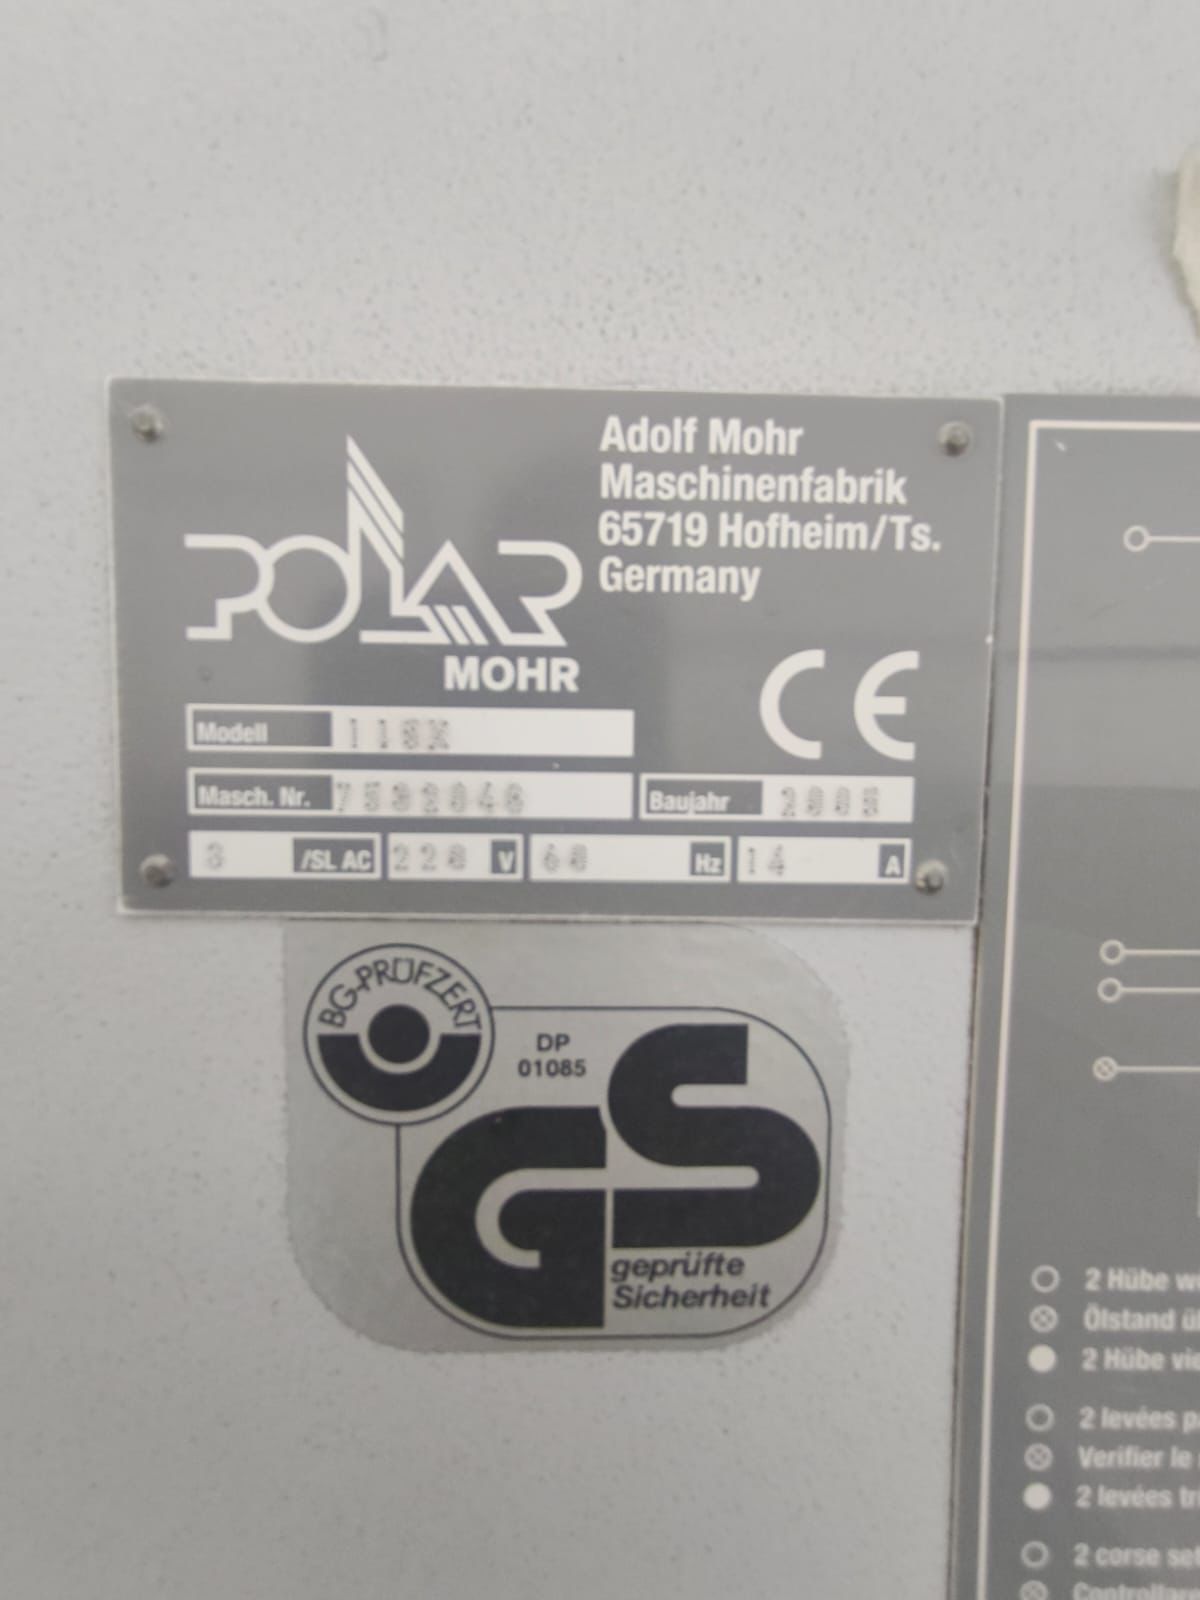 Adolf Mohr
Maschinenfabrik
65719 Hofheim/Ts.
Germany
POLAR
MOHR
CE
Modell
Masch. Nr.
Baujahr
/SL AC 220 V 60 Hz 14 A
BG-PRÜFZERT
DP
01085
GS
geprüfte
Sicherheit
2 Hübe
Ölstand
2 Hübe
2 levées
Verifier le
2 levées
2 corse